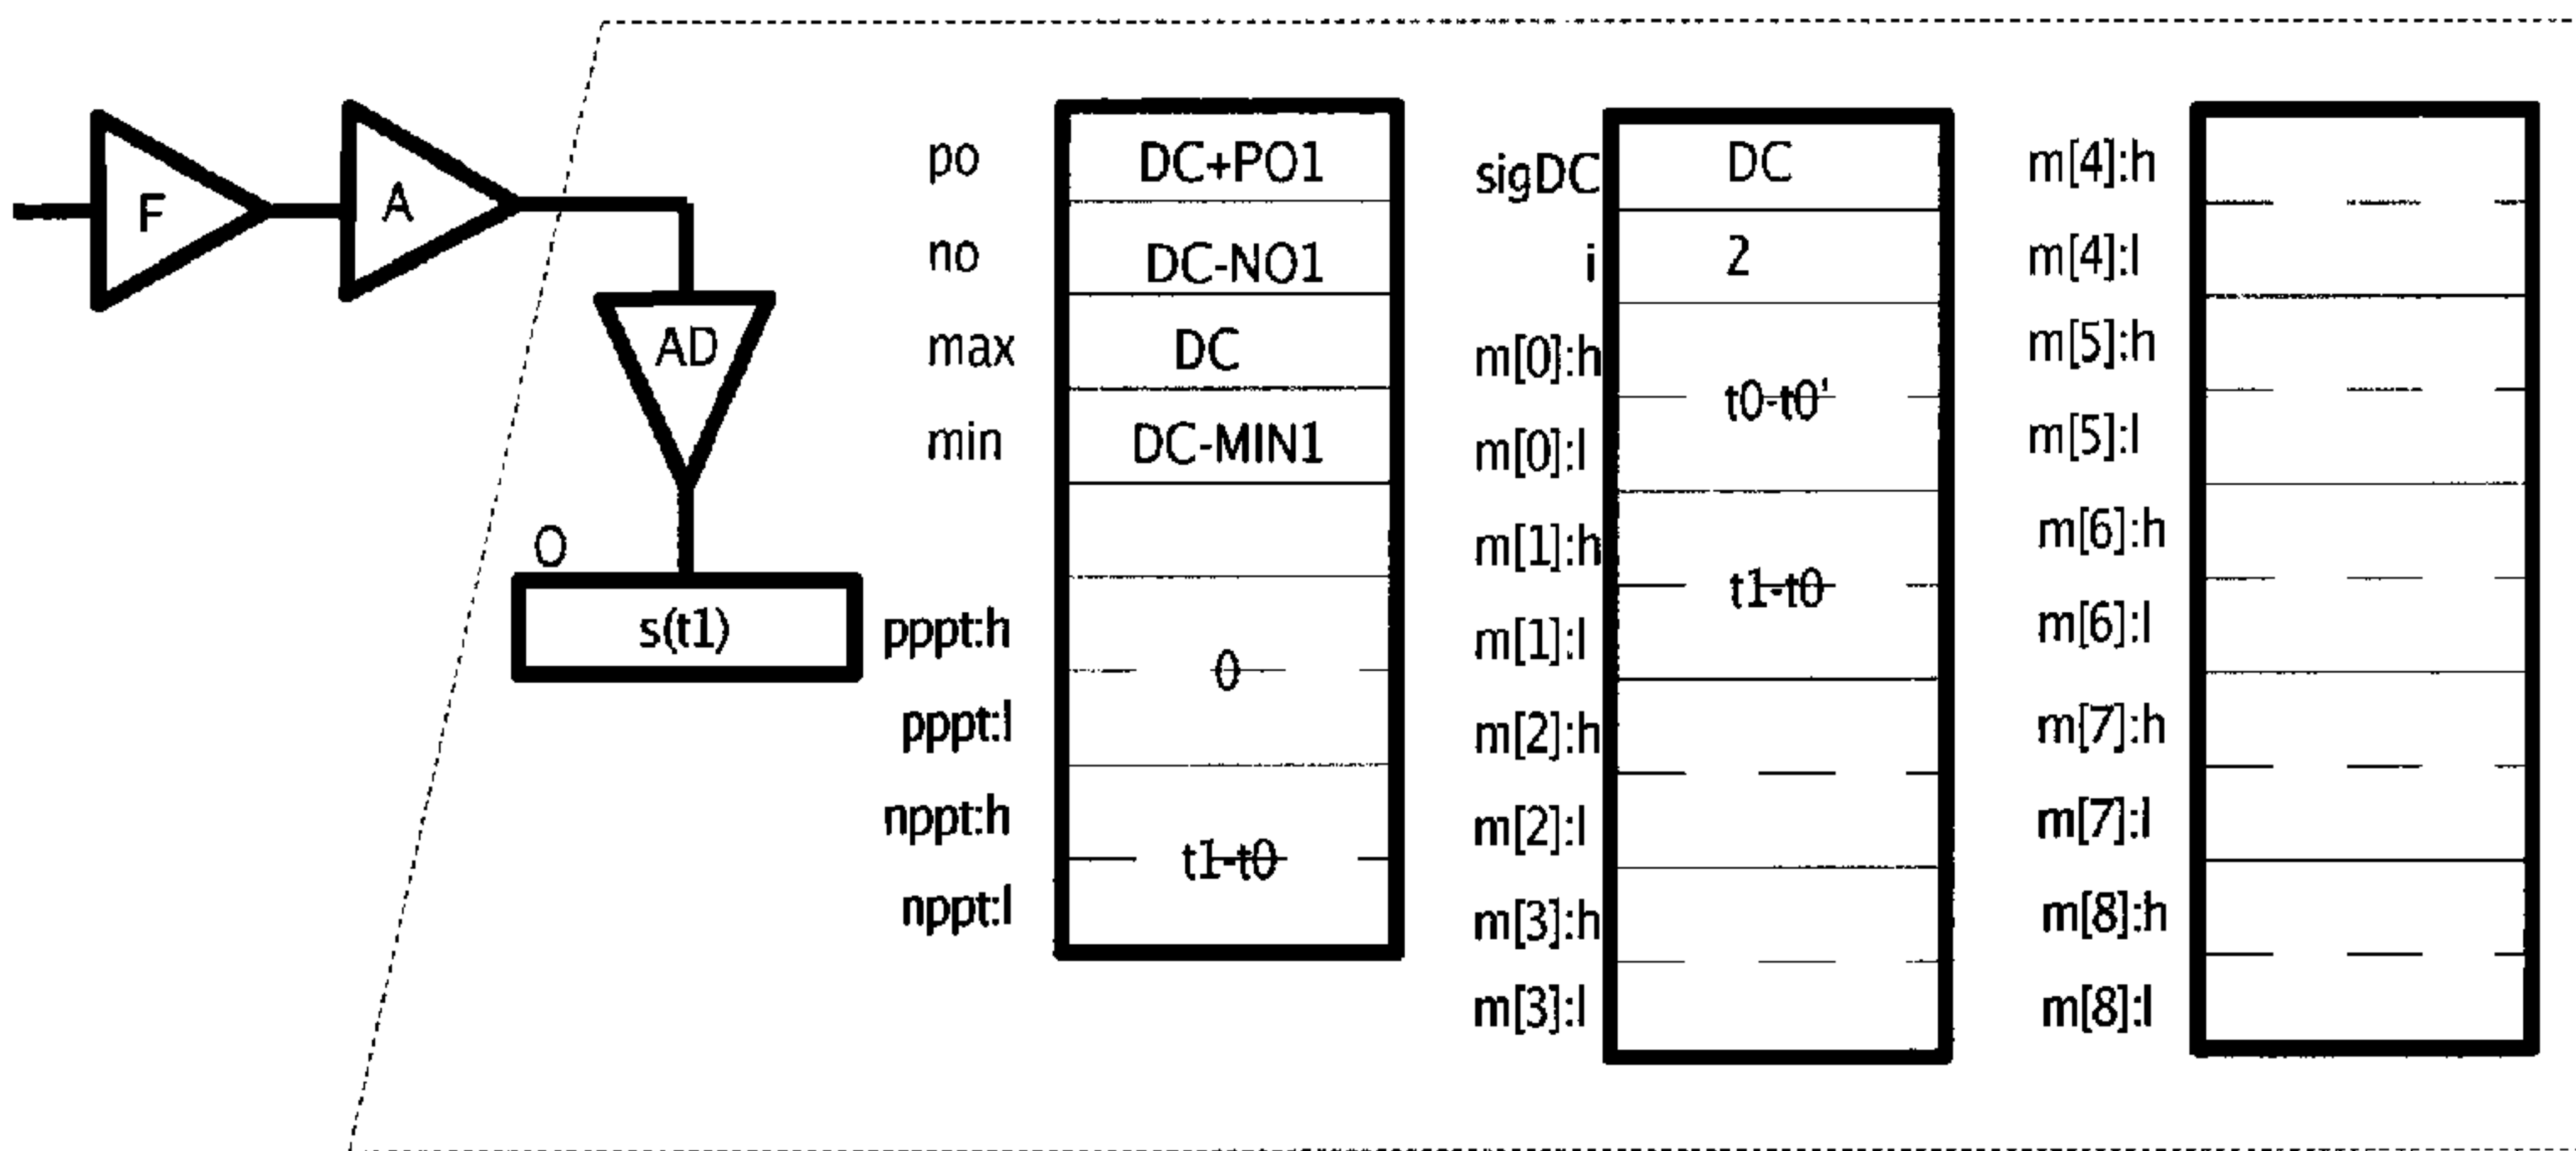 F
A
AD
O
s(t1)
po DC+PO1
no DC-NO1
max DC
min DC-MIN1
pppt:h
0
pppt:l
nppt:h
t1-t0
nppt:l
sigDC DC
i 2
m[0]:h
t0-t0'
m[0]:l
m[1]:h
t1-t0
m[1]:l
m[2]:h
m[2]:l
m[3]:h
m[3]:l
m[4]:h
m[4]:l
m[5]:h
m[5]:l
m[6]:h
m[6]:l
m[7]:h
m[7]:l
m[8]:h
m[8]:l